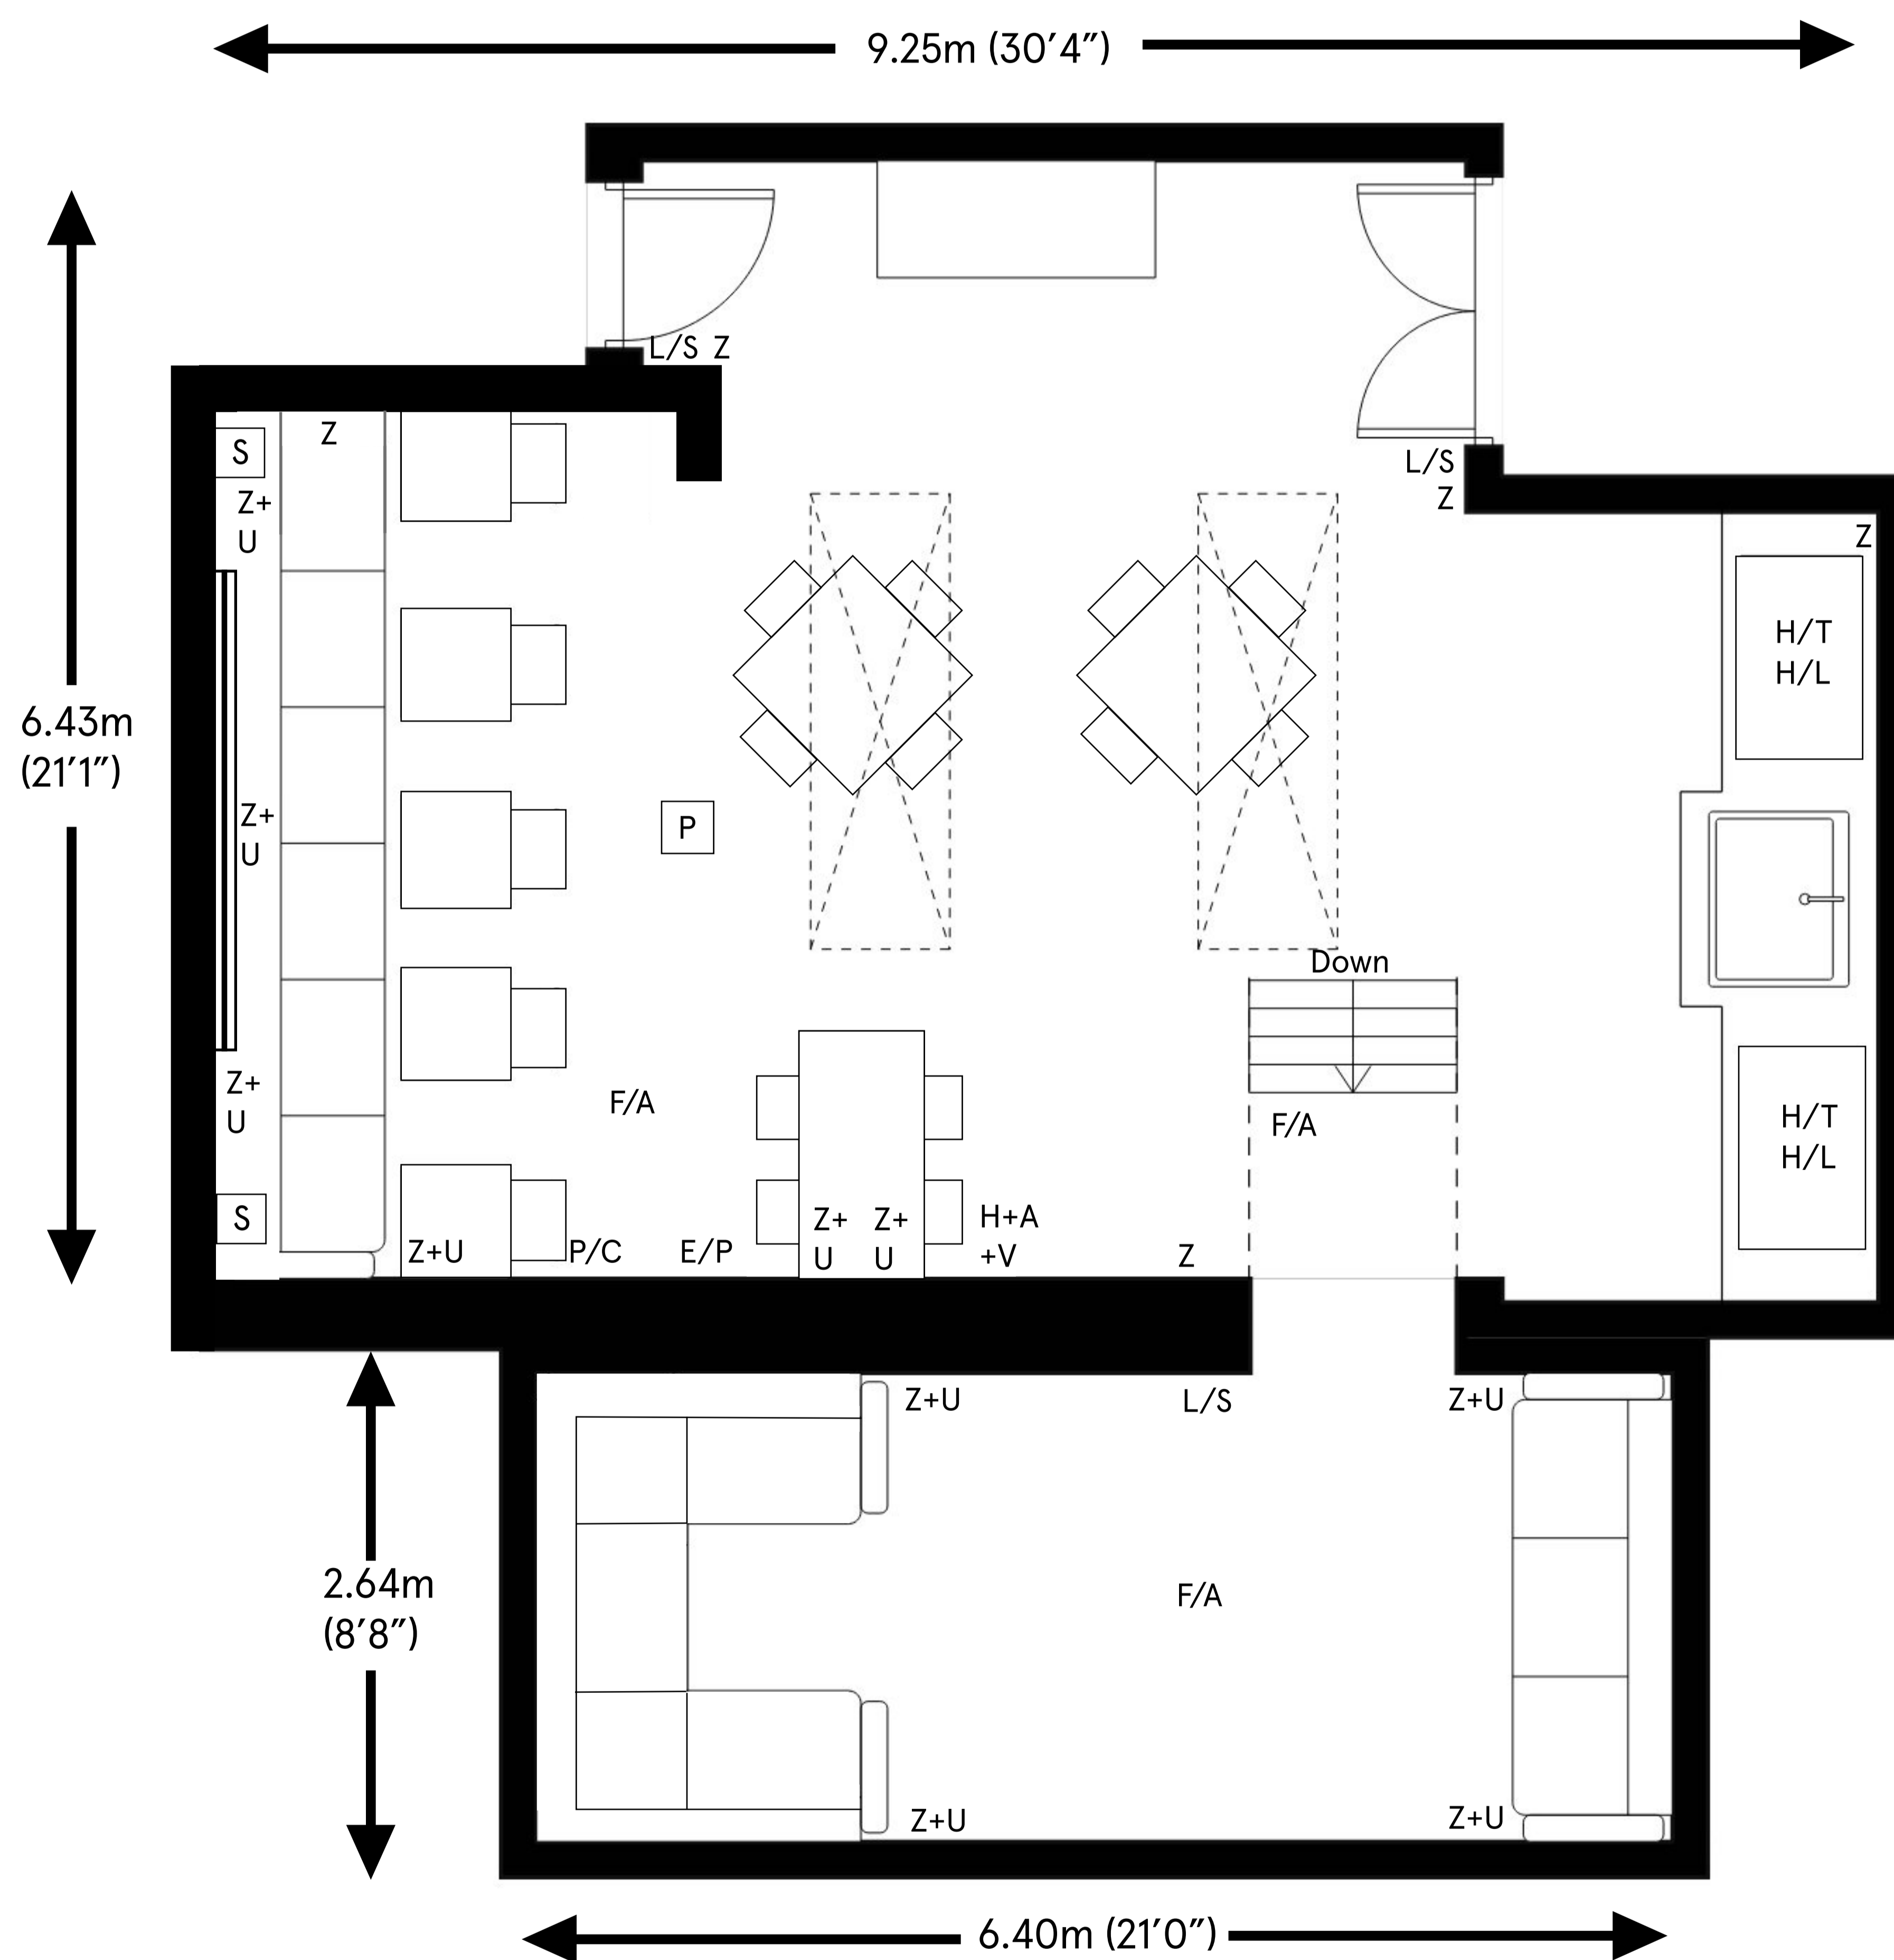 9.25m (30′4″)
L/S Z
S
Z
Z+
U
L/S
Z
Z
H/T
H/L
6.43m
(21′1″)
Z+
U
P
Down
Z+
U
F/A
F/A
H/T
H/L
S
Z+U
P/C
E/P
Z+
U
Z+
U
H+A
+V
Z
Z+U
L/S
Z+U
2.64m
(8′8″)
F/A
Z+U
Z+U
6.40m (21′0″)